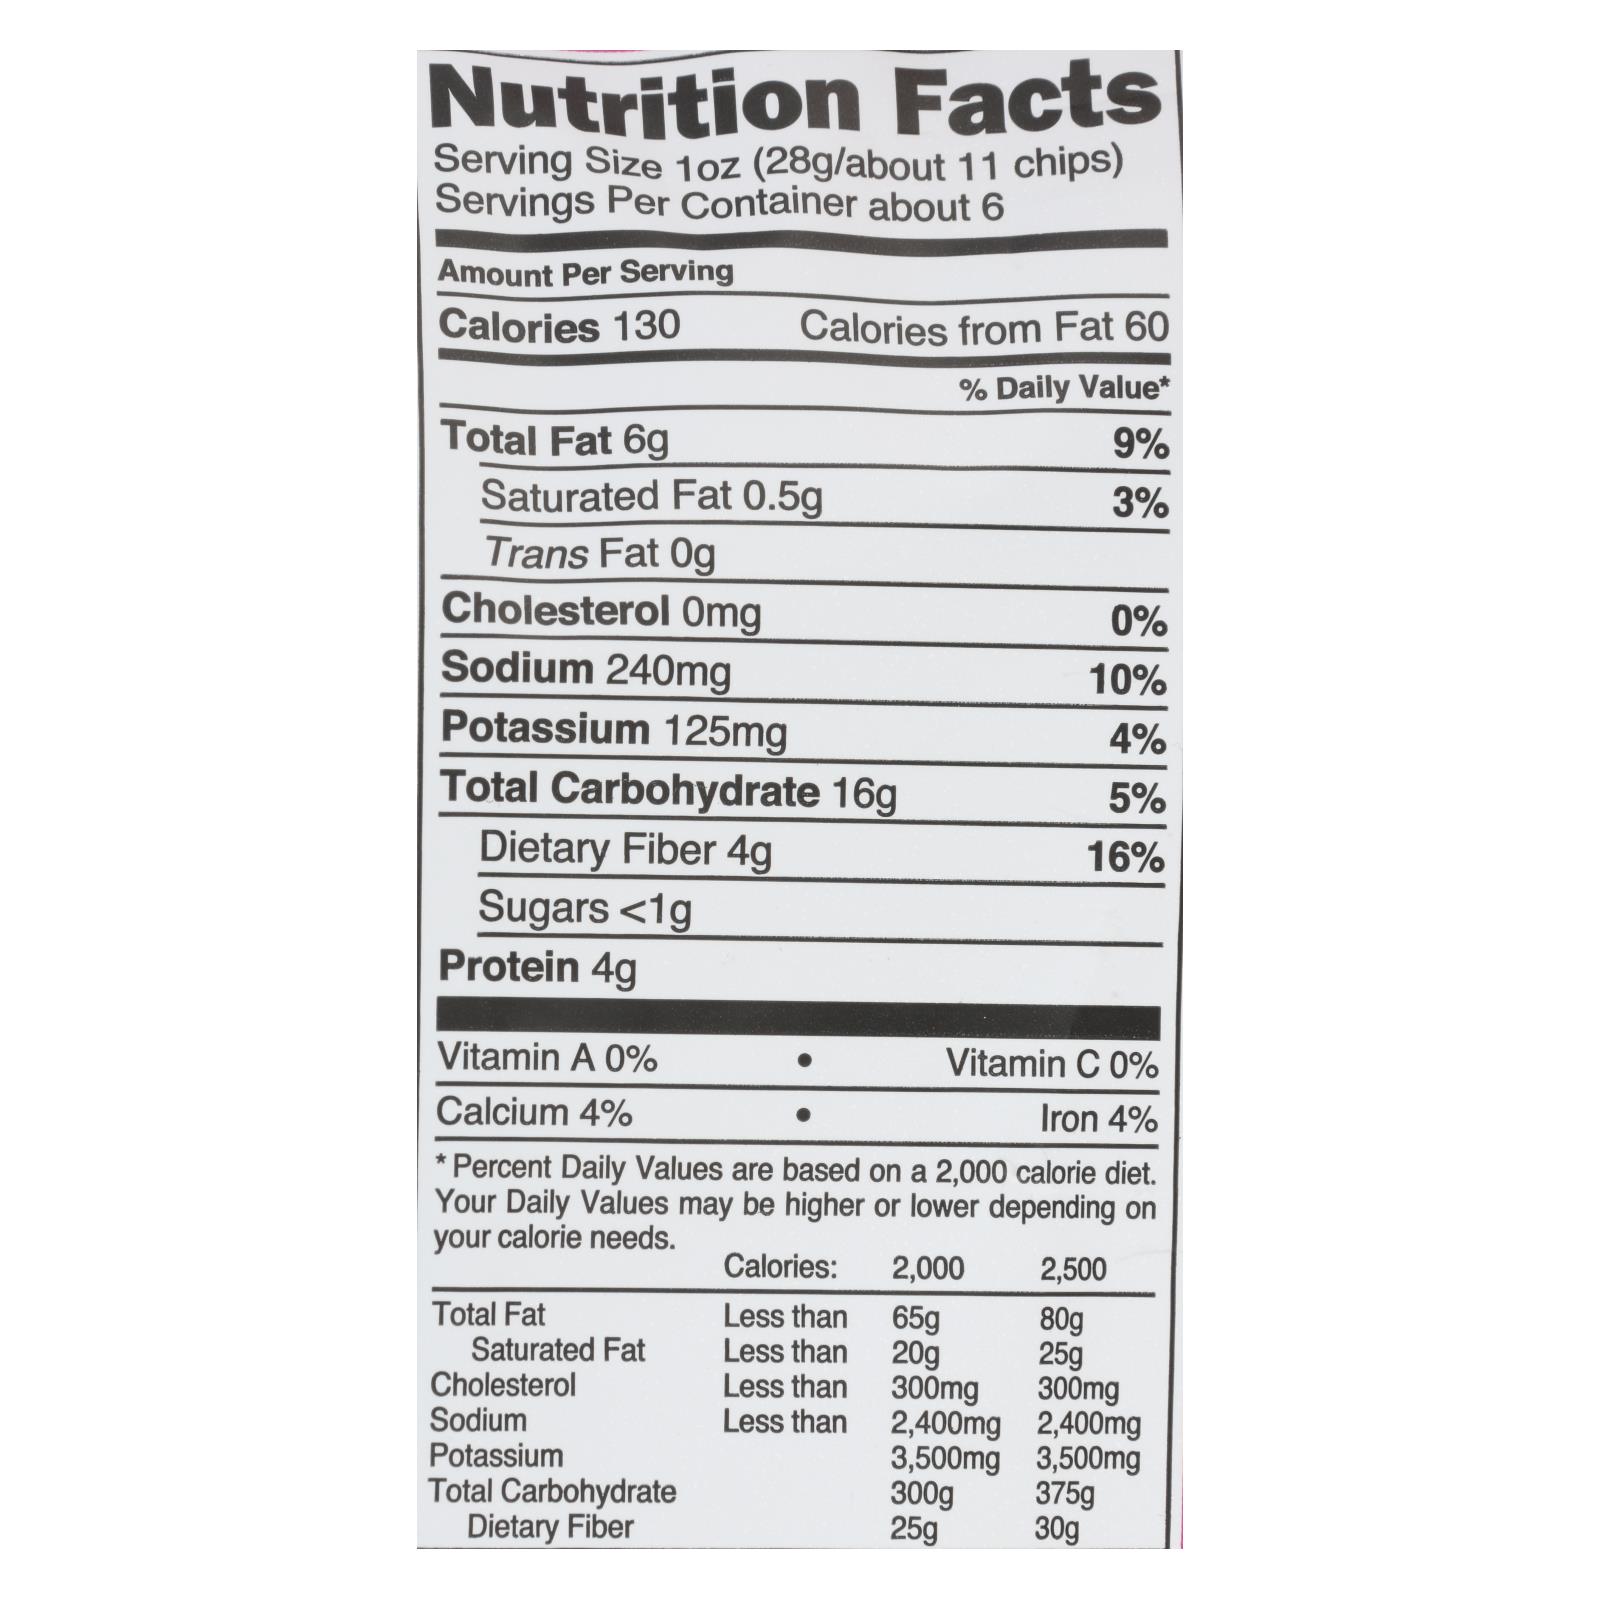 Nutrition Facts
Serving Size 1oz (28g/about 11 chips)
Servings Per Container about 6
Amount Per Serving
Calories 130 Calories from Fat 60
% Daily Value*
Total Fat 6g 9%
Saturated Fat 0.5g 3%
Trans Fat 0g
Cholesterol 0mg 0%
Sodium 240mg 10%
Potassium 125mg 4%
Total Carbohydrate 16g 5%
Dietary Fiber 4g 16%
Sugars <1g
Protein 4g
Vitamin A 0% • Vitamin C 0%
Calcium 4% • Iron 4%
* Percent Daily Values are based on a 2,000 calorie diet.
Your Daily Values may be higher or lower depending on
your calorie needs.
Calories: 2,000 2,500
Total Fat Less than 65g 80g
Saturated Fat Less than 20g 25g
Cholesterol Less than 300mg 300mg
Sodium Less than 2,400mg 2,400mg
Potassium 3,500mg 3,500mg
Total Carbohydrate 300g 375g
Dietary Fiber 25g 30g